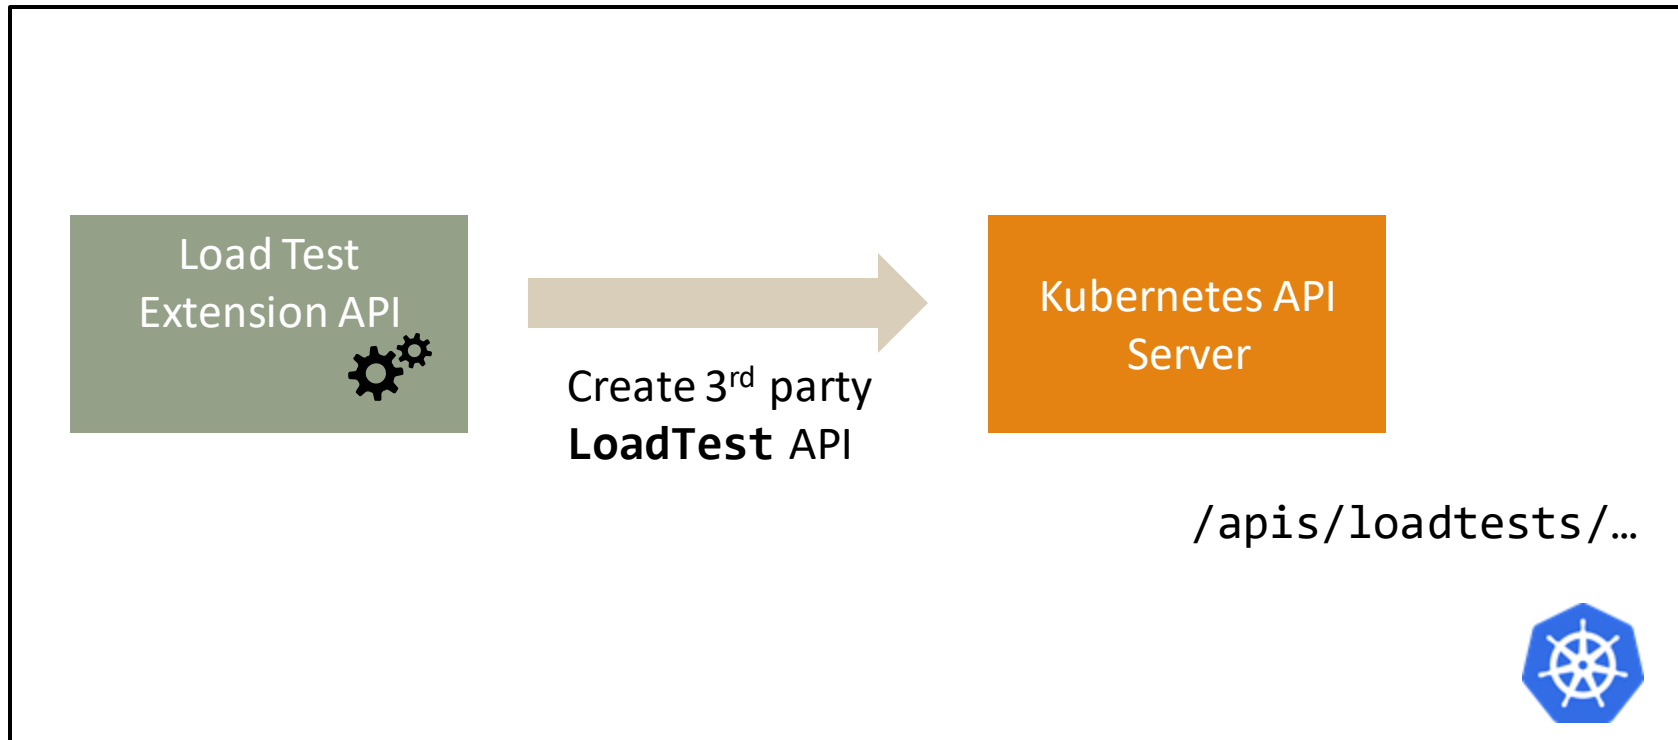 Load Test
Extension API
Create 3rd party
LoadTest API
Kubernetes API
Server
/apis/loadtests/…